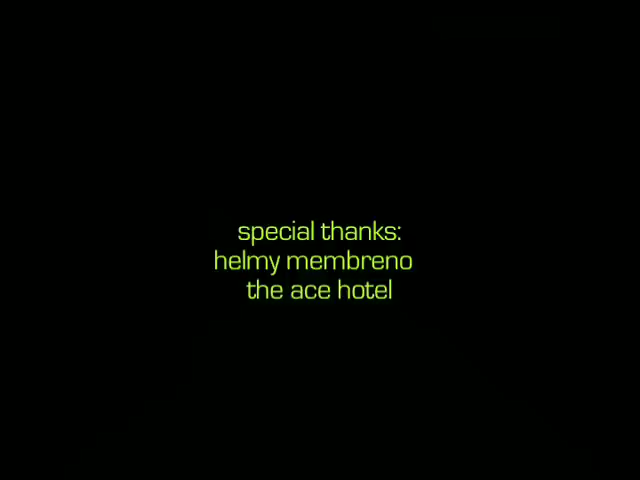 special thanks:
helmy membreno
the ace hotel